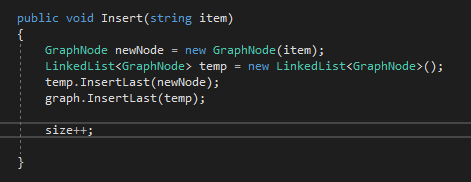 public void Insert(string item)
{
GraphNode newNode = new GraphNode(item);
LinkedList<GraphNode> temp = new LinkedList<GraphNode>();
temp.InsertLast(newNode);
graph.InsertLast(temp);
size++;
}